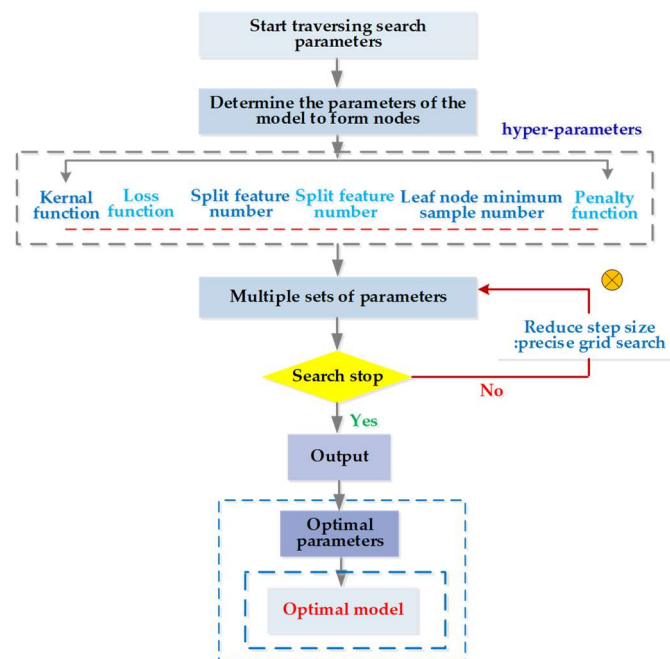 Start traversing search
parameters
Determine the parameters of the
model to form nodes
hyper-parameters
Kernal
function
Loss
function
Split feature
number
Split feature
number
Leaf node minimum
sample number
Penalty
function
Multiple sets of parameters
Reduce step size
:precise grid search
Search stop
No
Yes
Output
Optimal
parameters
Optimal model